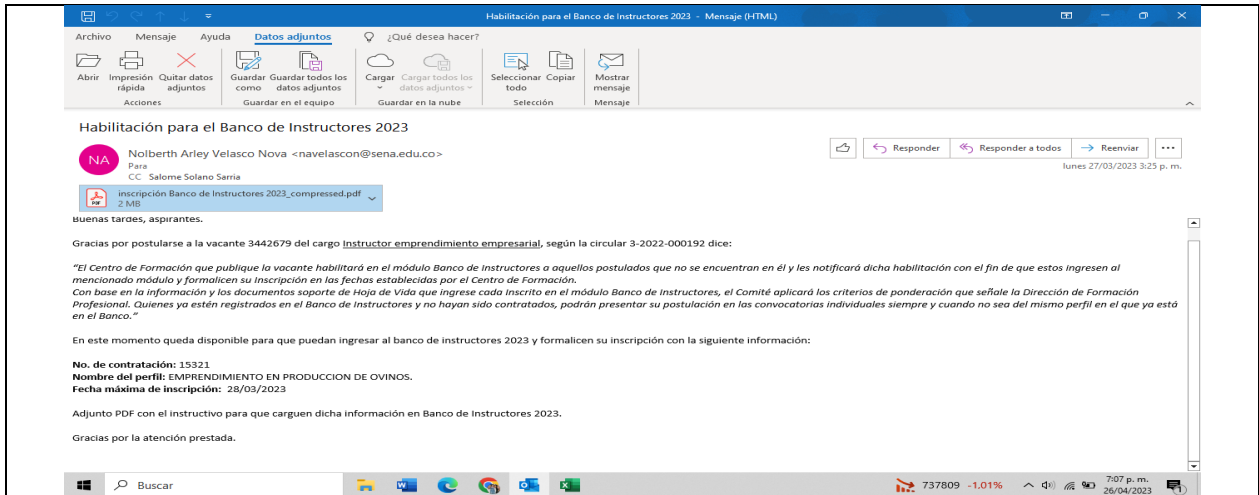 Habilitación para el Banco de Instructores 2023 - Mensaje (HTML)
Archivo Mensaje Ayuda Datos adjuntos ¿Qué desea hacer?
Abrir Impresión rápida Quitar datos adjuntos Guardar como Guardar todos los datos adjuntos Cargar Cargar todos los datos adjuntos Seleccionar todo Copiar Mostrar mensaje
Acciones Guardar en el equipo Guardar en la nube Selección Mensaje
Habilitación para el Banco de Instructores 2023
NA
Nolberth Arley Velasco Nova <navelascon@sena.edu.co>
Para
CC Salome Solano Sarria
Responder Responder a todos Reenviar
lunes 27/03/2023 3:25 p. m.
PDF
inscripción Banco de Instructores 2023_compressed.pdf
2 MB
Buenas tardes, aspirantes.
Gracias por postularse a la vacante 3442679 del cargo Instructor emprendimiento empresarial, según la circular 3-2022-000192 dice:
“El Centro de Formación que publique la vacante habilitará en el módulo Banco de Instructores a aquellos postulados que no se encuentran en él y les notificará dicha habilitación con el fin de que estos ingresen al
mencionado módulo y formalicen su inscripción en las fechas establecidas por el Centro de Formación.
Con base en la información y los documentos soporte de Hoja de Vida que ingrese cada Inscrito en el módulo Banco de Instructores, el Comité aplicará los criterios de ponderación que señale la Dirección de Formación
Profesional. Quienes ya estén registrados en el Banco de Instructores y no hayan sido contratados, podrán presentar su postulación en las convocatorias individuales siempre y cuando no sea del mismo perfil en el que ya está
en el Banco.“
En este momento queda disponible para que puedan ingresar al banco de instructores 2023 y formalicen su inscripción con la siguiente información:
No. de contratación: 15321
Nombre del perfil: EMPRENDIMIENTO EN PRODUCCION DE OVINOS.
Fecha máxima de inscripción: 28/03/2023
Adjunto PDF con el instructivo para que carguen dicha información en Banco de Instructores 2023.
Gracias por la atención prestada.
Buscar
737809 -1,01%
7:07 p. m.
26/04/2023